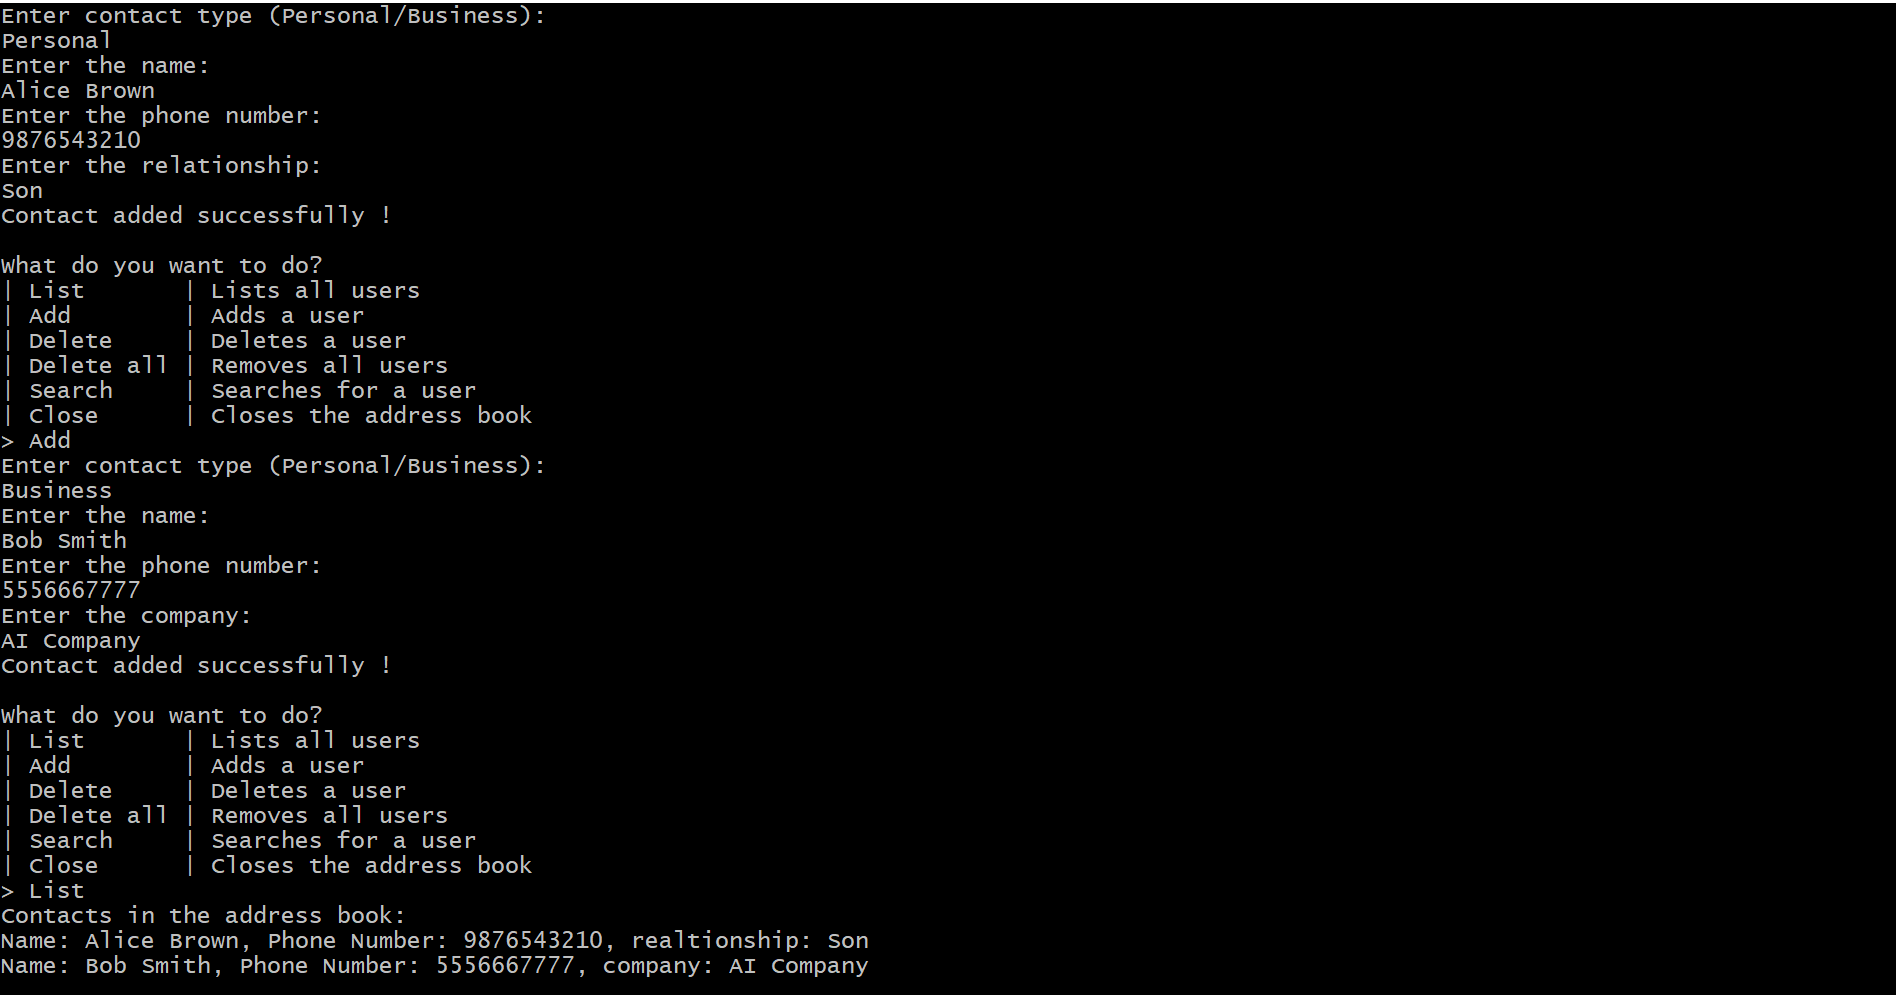 Enter contact type (Personal/Business):
Personal
Enter the name:
Alice Brown
Enter the phone number:
9876543210
Enter the relationship:
Son
Contact added successfully !
What do you want to do?
| List       | Lists all users
| Add        | Adds a user
| Delete     | Deletes a user
| Delete all | Removes all users
| Search     | Searches for a user
| Close      | Closes the address book
> Add
Enter contact type (Personal/Business):
Business
Enter the name:
Bob Smith
Enter the phone number:
5556667777
Enter the company:
AI Company
Contact added successfully !
What do you want to do?
| List       | Lists all users
| Add        | Adds a user
| Delete     | Deletes a user
| Delete all | Removes all users
| Search     | Searches for a user
| Close      | Closes the address book
> List
Contacts in the address book:
Name: Alice Brown, Phone Number: 9876543210, realtionship: Son
Name: Bob Smith, Phone Number: 5556667777, company: AI Company